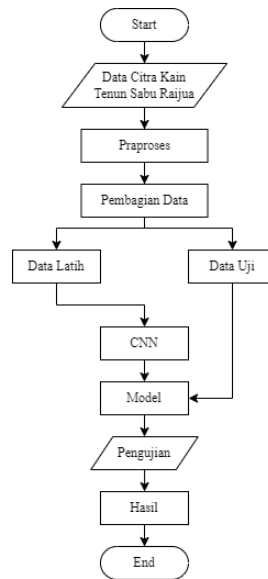 Start
Data Citra Kain
Tenun Sabu Raijua
Praproses
Pembagian Data
Data Latih
Data Uji
CNN
Model
Pengujian
Hasil
End